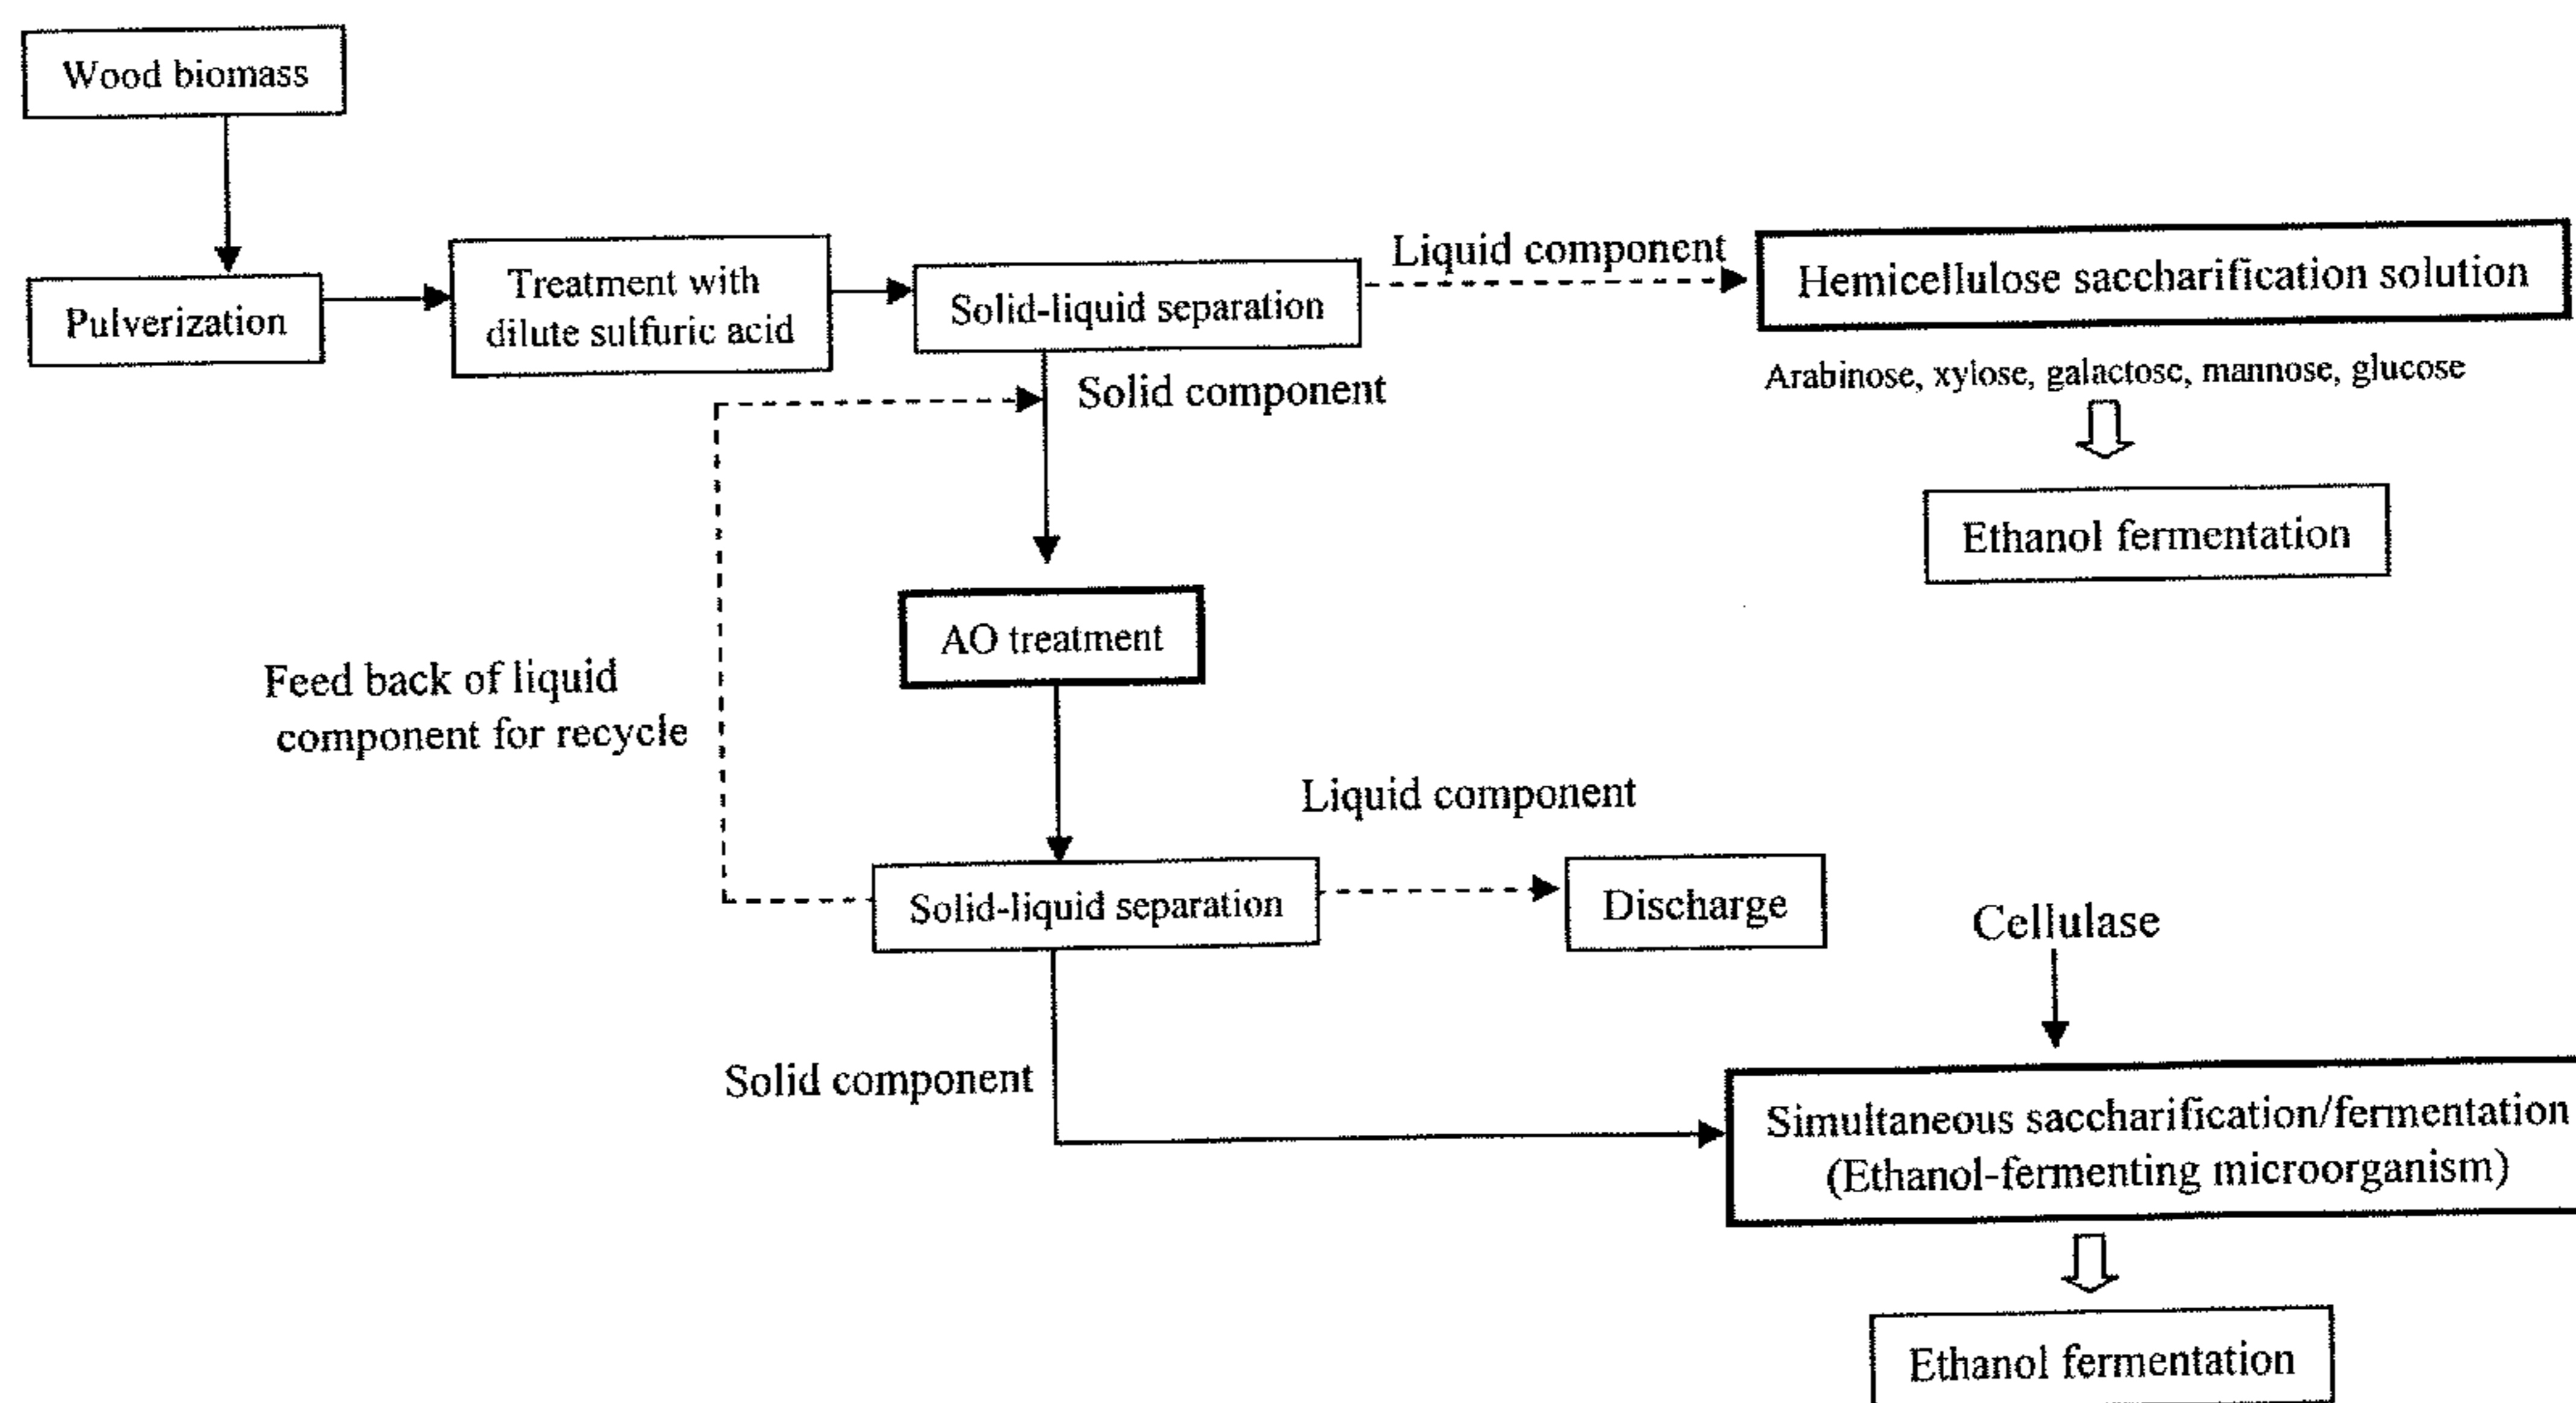 Wood biomass
Pulverization
Treatment with
dilute sulfuric acid
Solid-liquid separation
Liquid component
Hemicellulose saccharification solution
Arabinose, xylose, galactose, mannose, glucose
Ethanol fermentation
Solid component
AO treatment
Feed back of liquid
component for recycle
Liquid component
Solid-liquid separation
Discharge
Cellulase
Solid component
Simultaneous saccharification/fermentation
(Ethanol-fermenting microorganism)
Ethanol fermentation